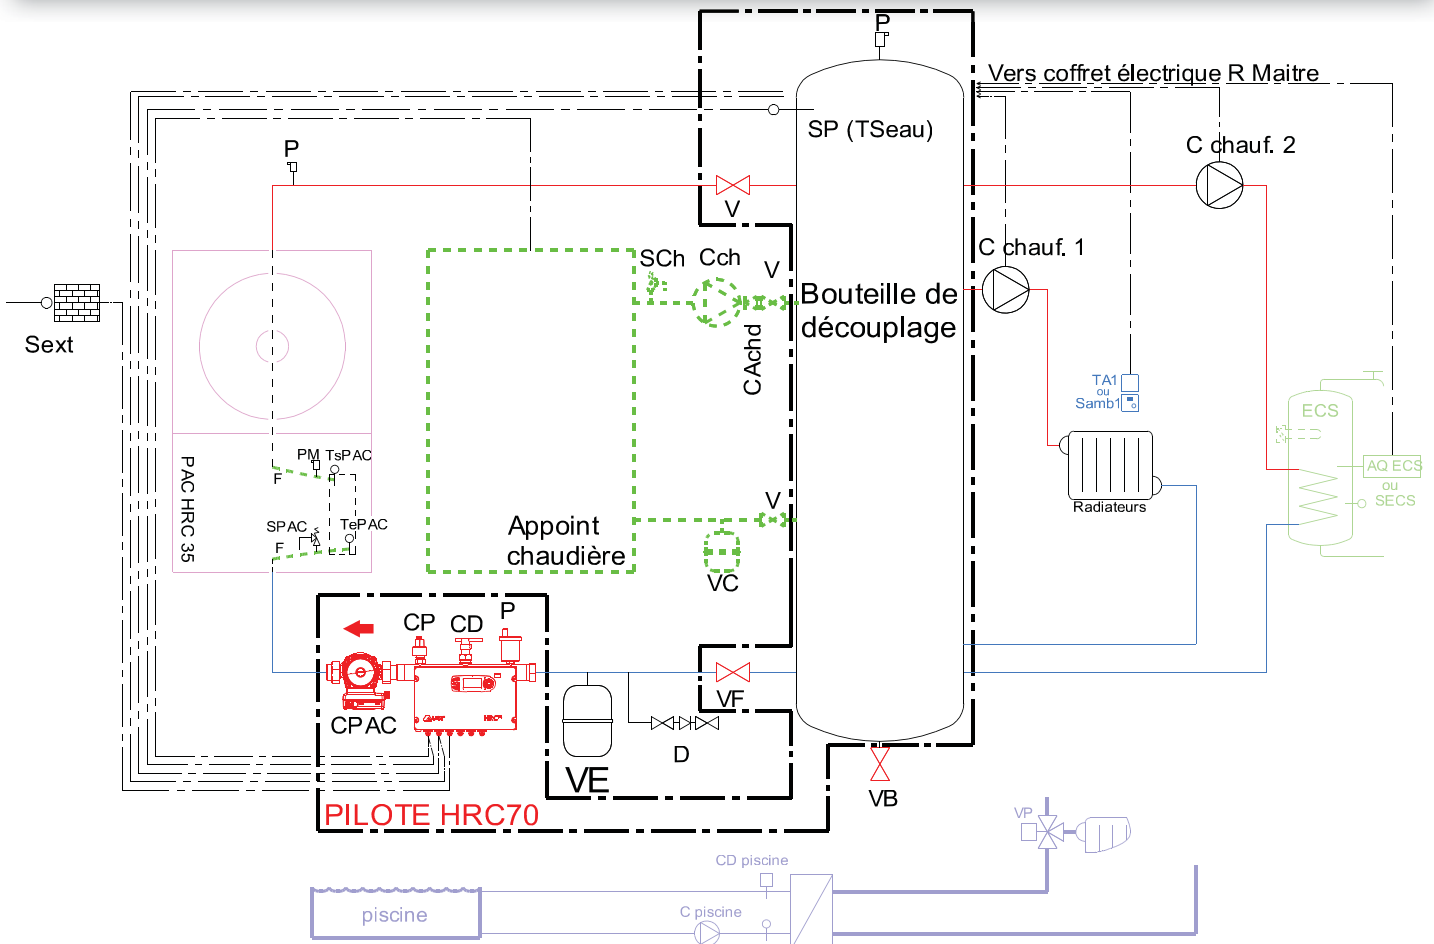 P
Vers coffret électrique R Maitre
SP (TSeau)
C chauf. 2
P
V
C chauf. 1
SCh
Cch
V
Bouteille de
découplage
Sext
CAchd
TA1
ou
Samb1
ECS
PM
TsPAC
F
AQ ECS
ou
SECS
PAC HRC 35
V
Radiateurs
SPAC
TePAC
F
Appoint
chaudière
VC
P
CP
CD
VF
CPAC
HRC
D
VE
VB
PILOTE HRC70
VP
CD piscine
piscine
C piscine